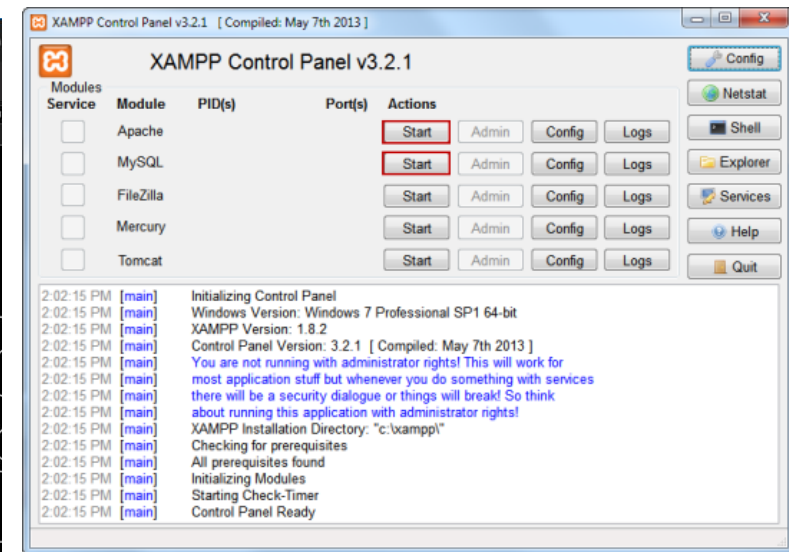 XAMPP Control Panel v3.2.1 [ Compiled: May 7th 2013 ]
XAMPP Control Panel v3.2.1
Config
Modules
Service Module PID(s) Port(s) Actions
Netstat
Apache Start Admin Config Logs
Shell
MySQL Start Admin Config Logs
Explorer
FileZilla Start Admin Config Logs
Services
Mercury Start Admin Config Logs
Help
Tomcat Start Admin Config Logs
Quit
2:02:15 PM [main] Initializing Control Panel
2:02:15 PM [main] Windows Version: Windows 7 Professional SP1 64-bit
2:02:15 PM [main] XAMPP Version: 1.8.2
2:02:15 PM [main] Control Panel Version: 3.2.1 [ Compiled: May 7th 2013 ]
2:02:15 PM [main] You are not running with administrator rights! This will work for
2:02:15 PM [main] most application stuff but whenever you do something with services
2:02:15 PM [main] there will be a security dialogue or things will break! So think
2:02:15 PM [main] about running this application with administrator rights!
2:02:15 PM [main] XAMPP Installation Directory: "c:\xampp\"
2:02:15 PM [main] Checking for prerequisites
2:02:15 PM [main] All prerequisites found
2:02:15 PM [main] Initializing Modules
2:02:15 PM [main] Starting Check-Timer
2:02:15 PM [main] Control Panel Ready